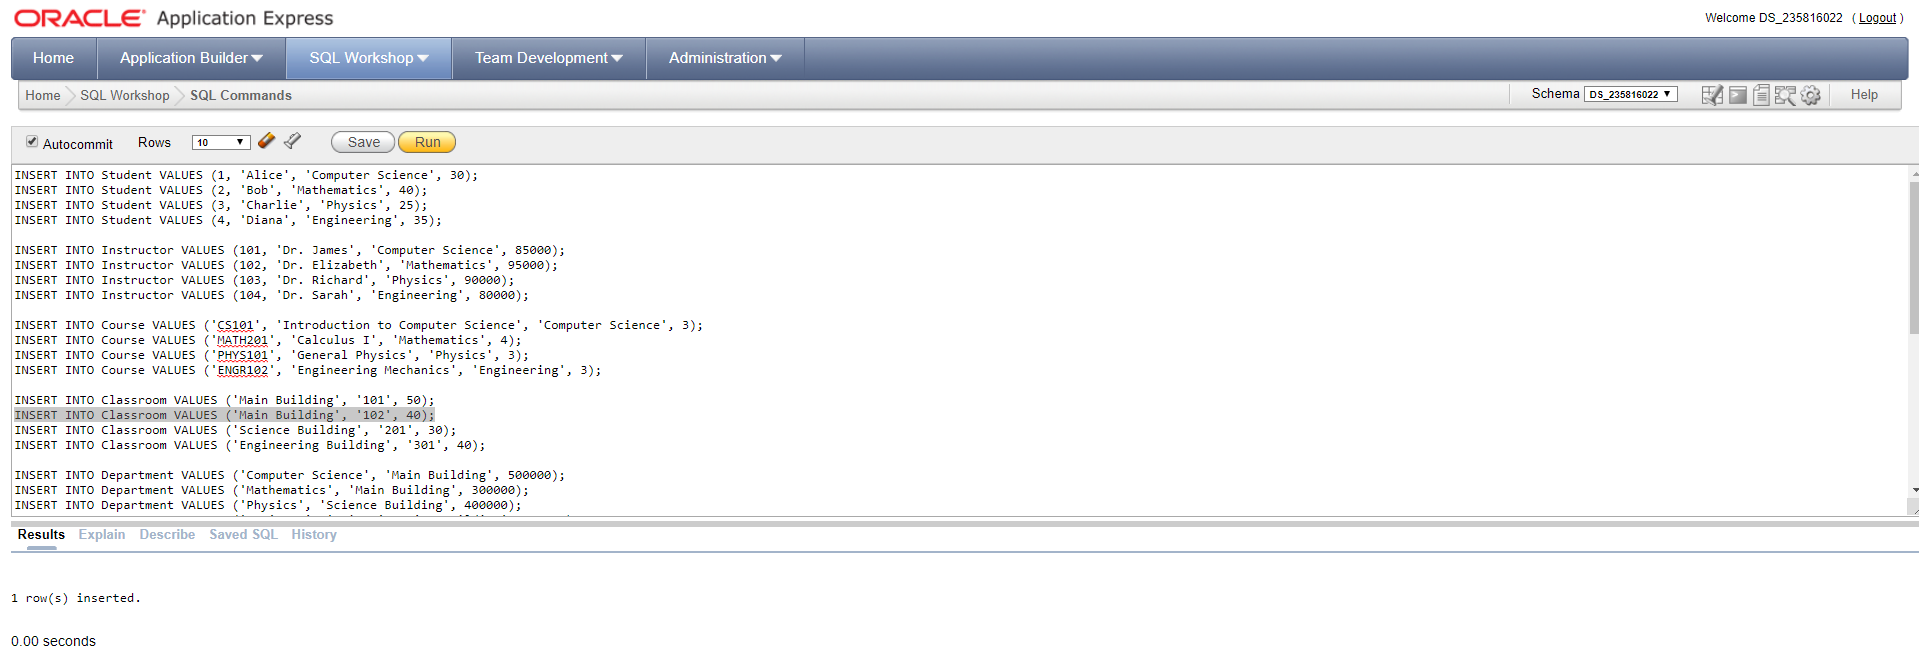 ORACLE Application Express
Welcome DS_235816022 ( Logout )
Home Application Builder SQL Workshop Team Development Administration
Home SQL Workshop SQL Commands Schema DS_235816022 Help
Autocommit Rows 10 Save Run
INSERT INTO Student VALUES (1, 'Alice', 'Computer Science', 30);
INSERT INTO Student VALUES (2, 'Bob', 'Mathematics', 40);
INSERT INTO Student VALUES (3, 'Charlie', 'Physics', 25);
INSERT INTO Student VALUES (4, 'Diana', 'Engineering', 35);
INSERT INTO Instructor VALUES (101, 'Dr. James', 'Computer Science', 85000);
INSERT INTO Instructor VALUES (102, 'Dr. Elizabeth', 'Mathematics', 95000);
INSERT INTO Instructor VALUES (103, 'Dr. Richard', 'Physics', 90000);
INSERT INTO Instructor VALUES (104, 'Dr. Sarah', 'Engineering', 80000);
INSERT INTO Course VALUES ('CS101', 'Introduction to Computer Science', 'Computer Science', 3);
INSERT INTO Course VALUES ('MATH201', 'Calculus I', 'Mathematics', 4);
INSERT INTO Course VALUES ('PHYS101', 'General Physics', 'Physics', 3);
INSERT INTO Course VALUES ('ENGR102', 'Engineering Mechanics', 'Engineering', 3);
INSERT INTO Classroom VALUES ('Main Building', '101', 50);
INSERT INTO Classroom VALUES ('Main Building', '102', 40);
INSERT INTO Classroom VALUES ('Science Building', '201', 30);
INSERT INTO Classroom VALUES ('Engineering Building', '301', 40);
INSERT INTO Department VALUES ('Computer Science', 'Main Building', 500000);
INSERT INTO Department VALUES ('Mathematics', 'Main Building', 300000);
INSERT INTO Department VALUES ('Physics', 'Science Building', 400000);
Results Explain Describe Saved SQL History
1 row(s) inserted.
0.00 seconds